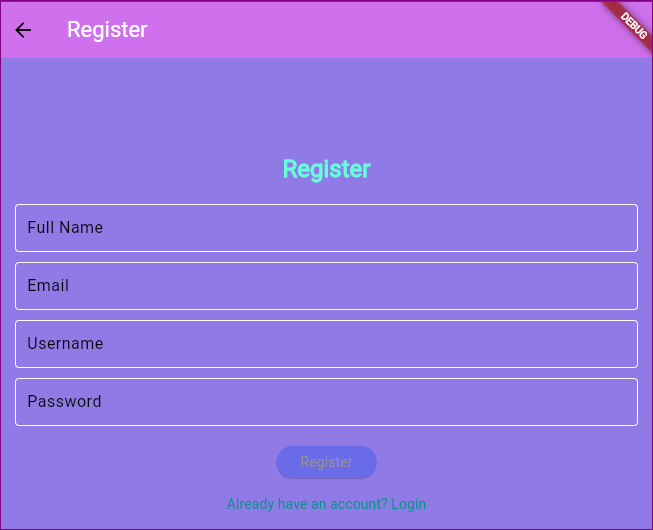 Register
DEBUG
Register
Full Name
Email
Username
Password
Register
Already have an account? Login